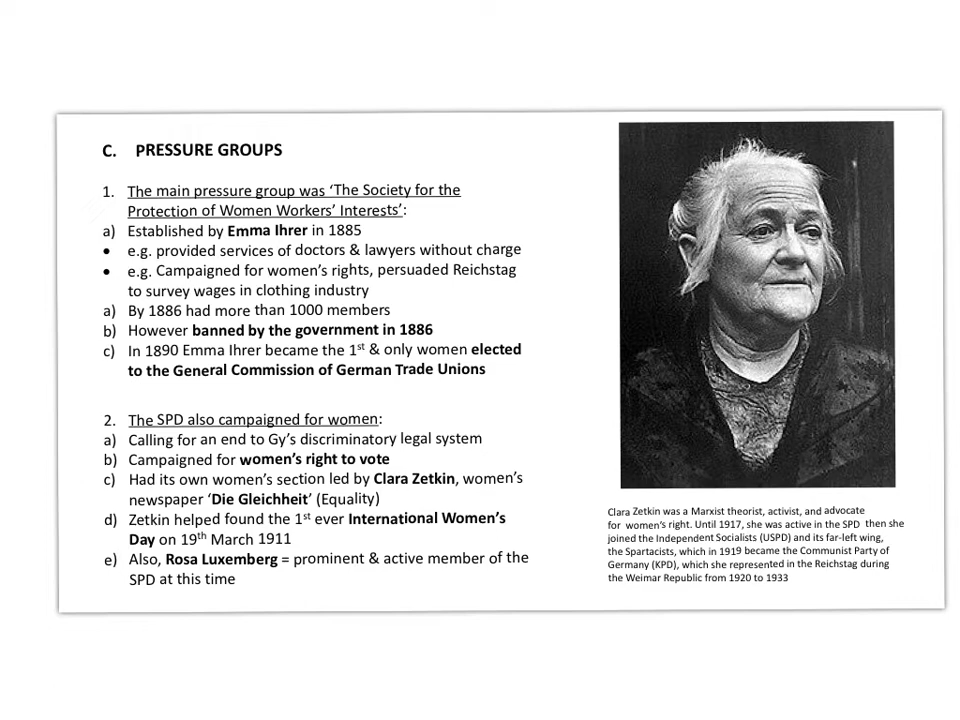 C. PRESSURE GROUPS
1. The main pressure group was ‘The Society for the
Protection of Women Workers’ Interests’:
a) Established by Emma Ihrer in 1885
• e.g. provided services of doctors & lawyers without charge
• e.g. Campaigned for women’s rights, persuaded Reichstag
to survey wages in clothing industry
a) By 1886 had more than 1000 members
b) However banned by the government in 1886
c) In 1890 Emma Ihrer became the 1st & only women elected
to the General Commission of German Trade Unions
2. The SPD also campaigned for women:
a) Calling for an end to Gy’s discriminatory legal system
b) Campaigned for women’s right to vote
c) Had its own women’s section led by Clara Zetkin, women’s
newspaper ‘Die Gleichheit’ (Equality)
d) Zetkin helped found the 1st ever International Women’s
Day on 19th March 1911
e) Also, Rosa Luxemberg = prominent & active member of the
SPD at this time
Clara Zetkin was a Marxist theorist, activist, and advocate
for women’s right. Until 1917, she was active in the SPD then she
joined the Independent Socialists (USPD) and its far-left wing,
the Spartacists, which in 1919 became the Communist Party of
Germany (KPD), which she represented in the Reichstag during
the Weimar Republic from 1920 to 1933